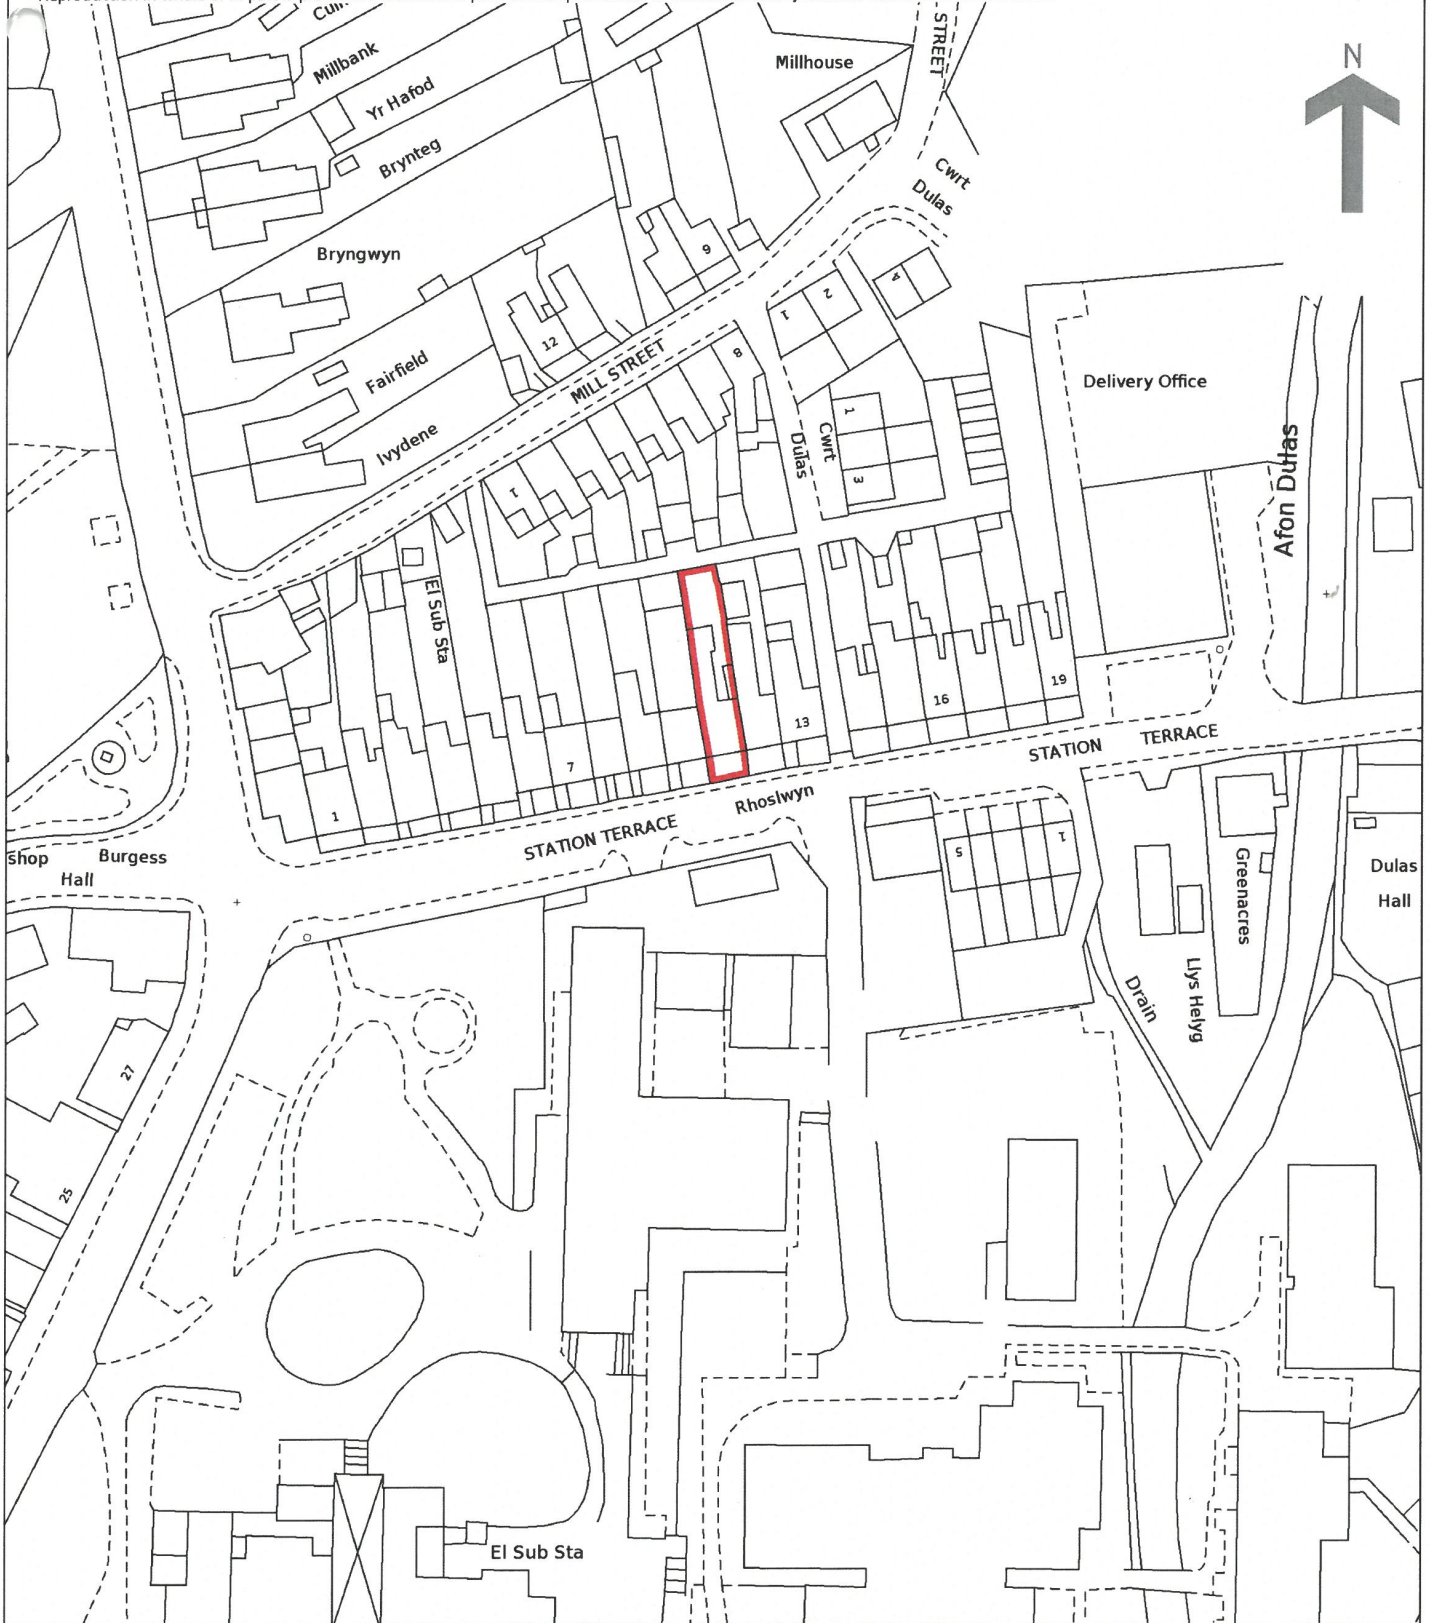 STREET
Millbank
Millhouse
N
Yr Hafod
Brynteg
Cwrt
Dulas
Bryngwyn
9
4
2
1
12
8
MILL STREET
Fairfield
Delivery Office
Ivydene
1
Cwrt
Dulas
3
Afon Dulas
1
El Sub Sta
19
16
13
7
STATION TERRACE
Rhoslwyn
1
STATION TERRACE
5
1
shop
Burgess
Hall
Greenacres
Dulas
Hall
Drain
Llys Helyg
27
25
El Sub Sta